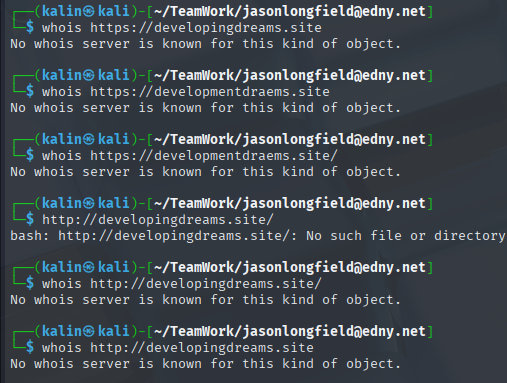 ┌──(kalin㉿kali)-[~/TeamWork/jasonlongfield@edny.net]
└─$ whois https://developingdreams.site
No whois server is known for this kind of object.
┌──(kalin㉿kali)-[~/TeamWork/jasonlongfield@edny.net]
└─$ whois https://developmentdraems.site
No whois server is known for this kind of object.
┌──(kalin㉿kali)-[~/TeamWork/jasonlongfield@edny.net]
└─$ whois https://developmentdraems.site/
No whois server is known for this kind of object.
┌──(kalin㉿kali)-[~/TeamWork/jasonlongfield@edny.net]
└─$ http://developingdreams.site/
bash: http://developingdreams.site/: No such file or directory
┌──(kalin㉿kali)-[~/TeamWork/jasonlongfield@edny.net]
└─$ whois http://developingdreams.site/
No whois server is known for this kind of object.
┌──(kalin㉿kali)-[~/TeamWork/jasonlongfield@edny.net]
└─$ whois http://developingdreams.site
No whois server is known for this kind of object.